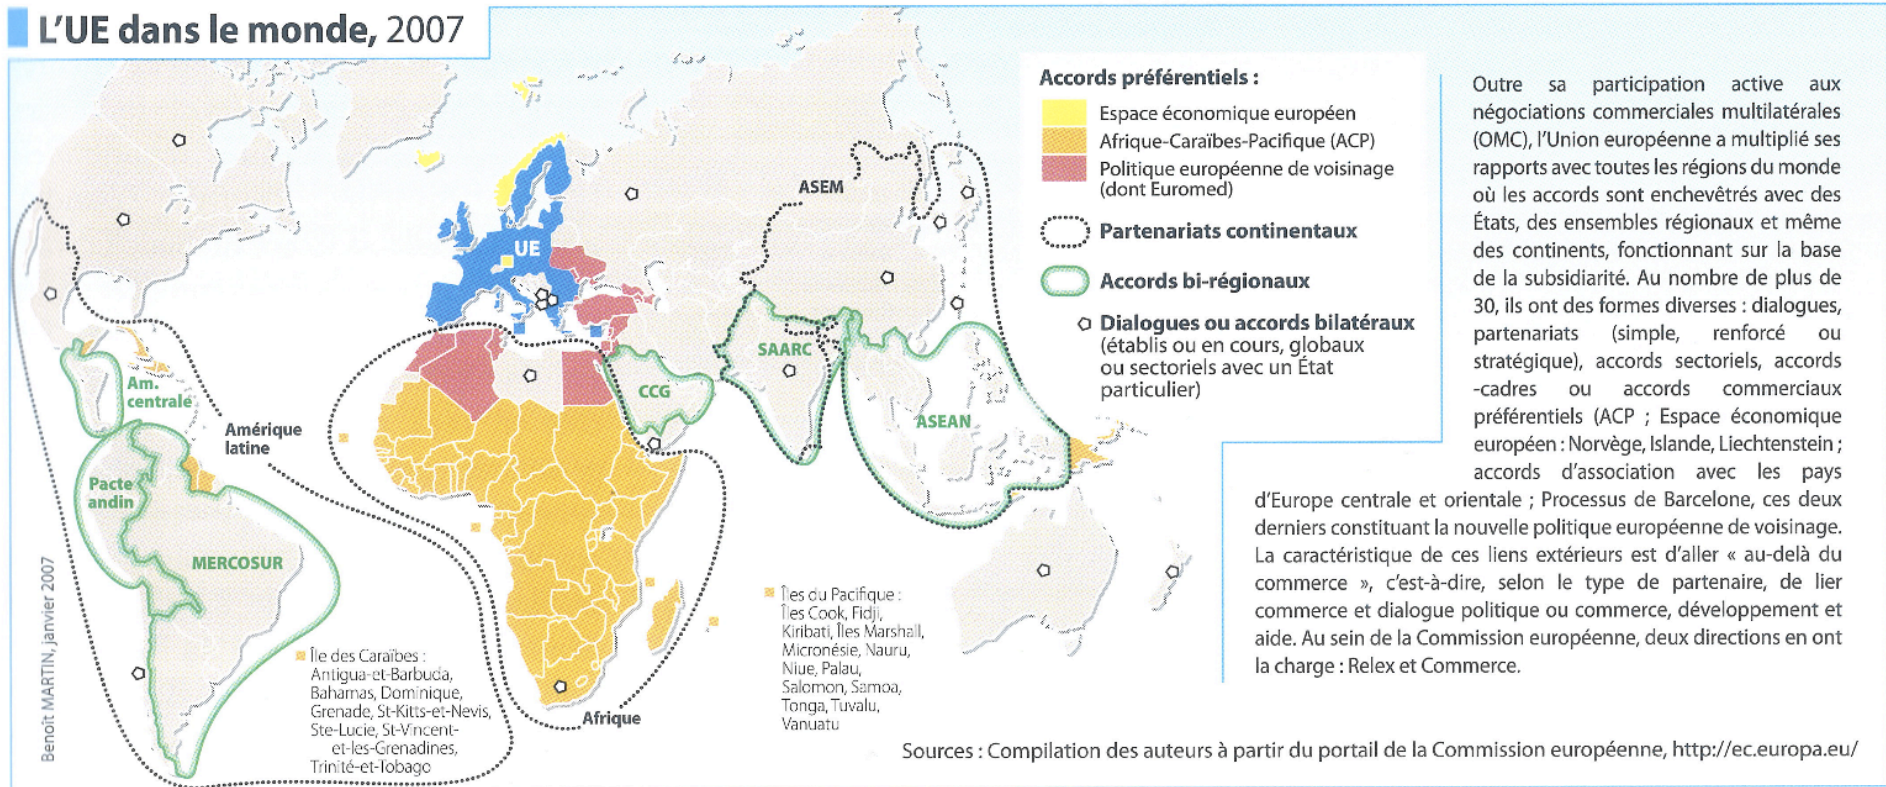 L'UE dans le monde, 2007
Accords préférentiels :
Espace économique européen
Afrique-Caraïbes-Pacifique (ACP)
Politique européenne de voisinage
(dont Euromed)
Partenariats continentaux
Accords bi-régionaux
Dialogues ou accords bilatéraux
(établis ou en cours, globaux
ou sectoriels avec un État
particulier)
Outre sa participation active aux
négociations commerciales multilatérales
(OMC), l'Union européenne a multiplié ses
rapports avec toutes les régions du monde
où les accords sont enchevêtrés avec des
États, des ensembles régionaux et même
des continents, fonctionnant sur la base
de la subsidiarité. Au nombre de plus de
30, ils ont des formes diverses : dialogues,
partenariats (simple, renforcé ou
stratégique), accords sectoriels, accords
-cadres ou accords commerciaux
préférentiels (ACP ; Espace économique
européen : Norvège, Islande, Liechtenstein ;
accords d'association avec les pays
d'Europe centrale et orientale ; Processus de Barcelone, ces deux
derniers constituant la nouvelle politique européenne de voisinage.
La caractéristique de ces liens extérieurs est d'aller « au-delà du
commerce », c'est-à-dire, selon le type de partenaire, de lier
commerce et dialogue politique ou commerce, développement et
aide. Au sein de la Commission européenne, deux directions en ont
la charge : Relex et Commerce.
ASEM
UE
SAARC
CCG
ASEAN
Am.
centrale
Amérique
latine
Pacte
andin
MERCOSUR
Afrique
Île des Caraïbes :
Antigua-et-Barbuda,
Bahamas, Dominique,
Grenade, St-Kitts-et-Nevis,
Ste-Lucie, St-Vincent-
et-les-Grenadines,
Trinité-et-Tobago
Îles du Pacifique :
Îles Cook, Fidji,
Kiribati, Îles Marshall,
Micronésie, Nauru,
Niue, Palau,
Salomon, Samoa,
Tonga, Tuvalu,
Vanuatu
Benoît MARTIN, janvier 2007
Sources : Compilation des auteurs à partir du portail de la Commission européenne, http://ec.europa.eu/